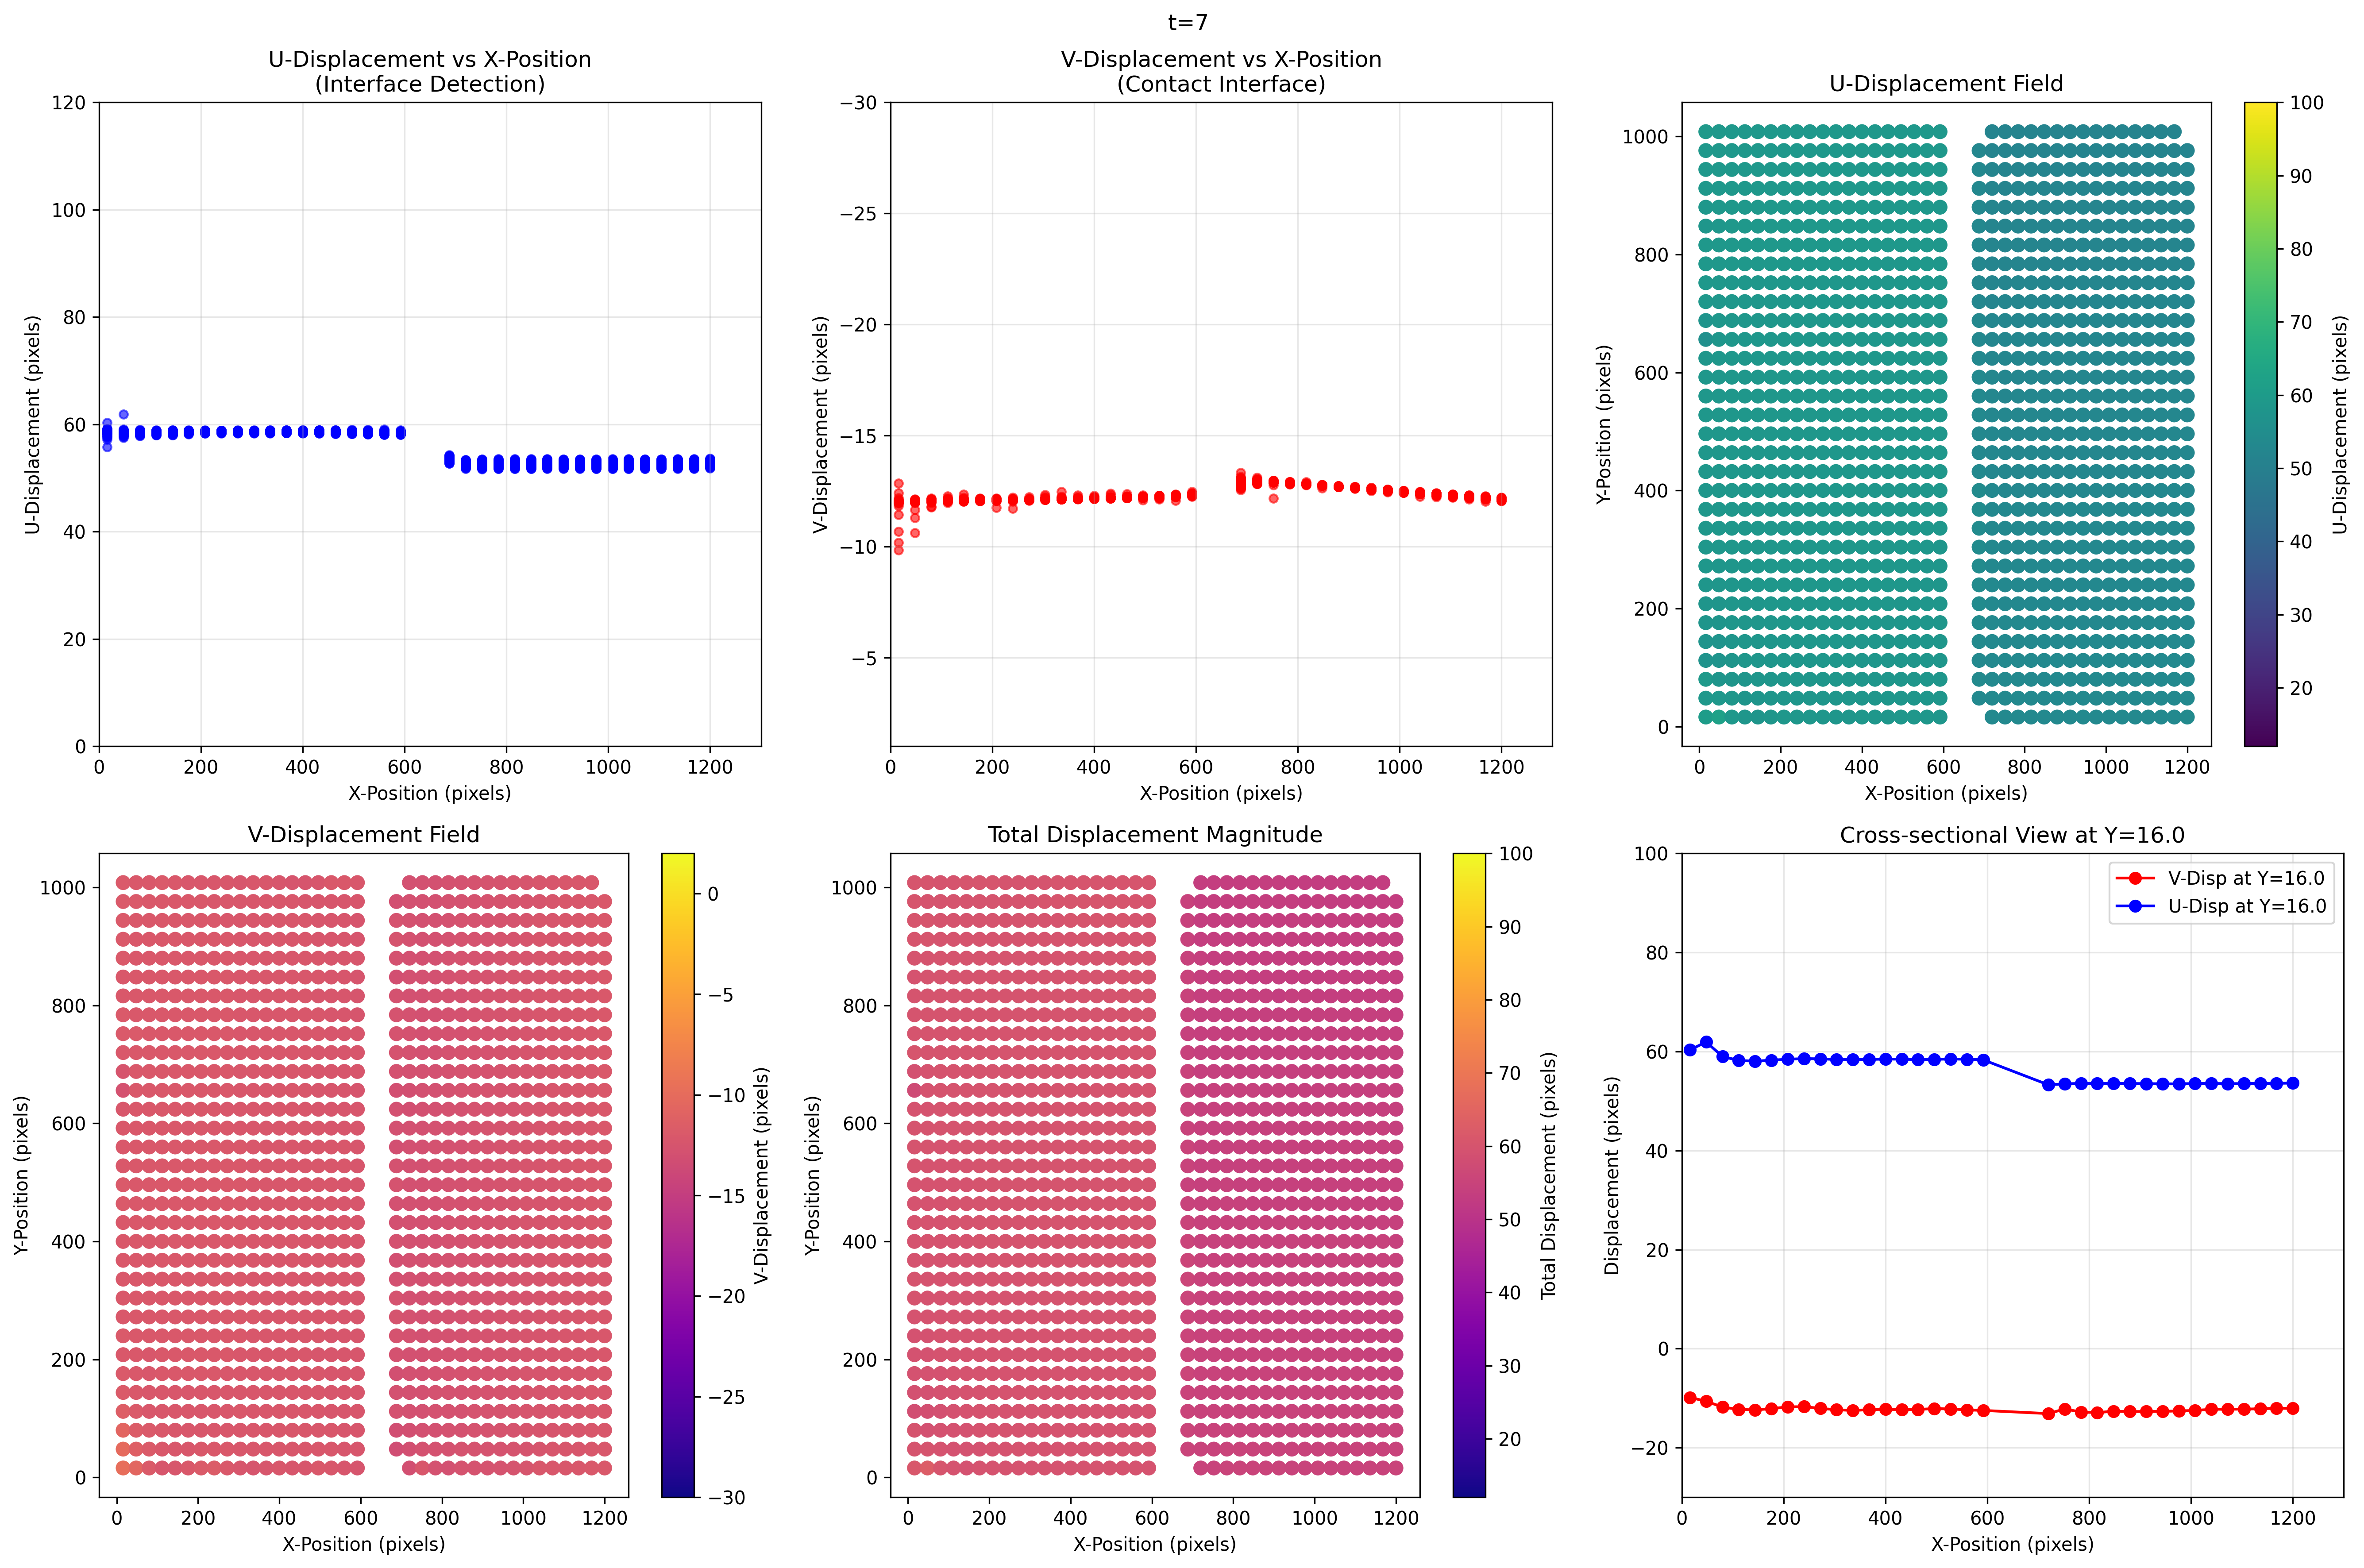 t=7
U-Displacement vs X-Position
(Interface Detection)
120
100
80
60
40
20
0
U-Displacement (pixels)
0 200 400 600 800 1000 1200
X-Position (pixels)
V-Displacement vs X-Position
(Contact Interface)
−30
−25
−20
−15
−10
−5
V-Displacement (pixels)
0 200 400 600 800 1000 1200
X-Position (pixels)
U-Displacement Field
1000
800
600
400
200
0
Y-Position (pixels)
0 200 400 600 800 1000 1200
X-Position (pixels)
100
90
80
70
60
50
40
30
20
U-Displacement (pixels)
V-Displacement Field
1000
800
600
400
200
0
Y-Position (pixels)
0 200 400 600 800 1000 1200
X-Position (pixels)
0
−5
−10
−15
−20
−25
−30
V-Displacement (pixels)
Total Displacement Magnitude
1000
800
600
400
200
0
Y-Position (pixels)
0 200 400 600 800 1000 1200
X-Position (pixels)
100
90
80
70
60
50
40
30
20
Total Displacement (pixels)
Cross-sectional View at Y=16.0
V-Disp at Y=16.0
U-Disp at Y=16.0
100
80
60
40
20
0
−20
Displacement (pixels)
0 200 400 600 800 1000 1200
X-Position (pixels)